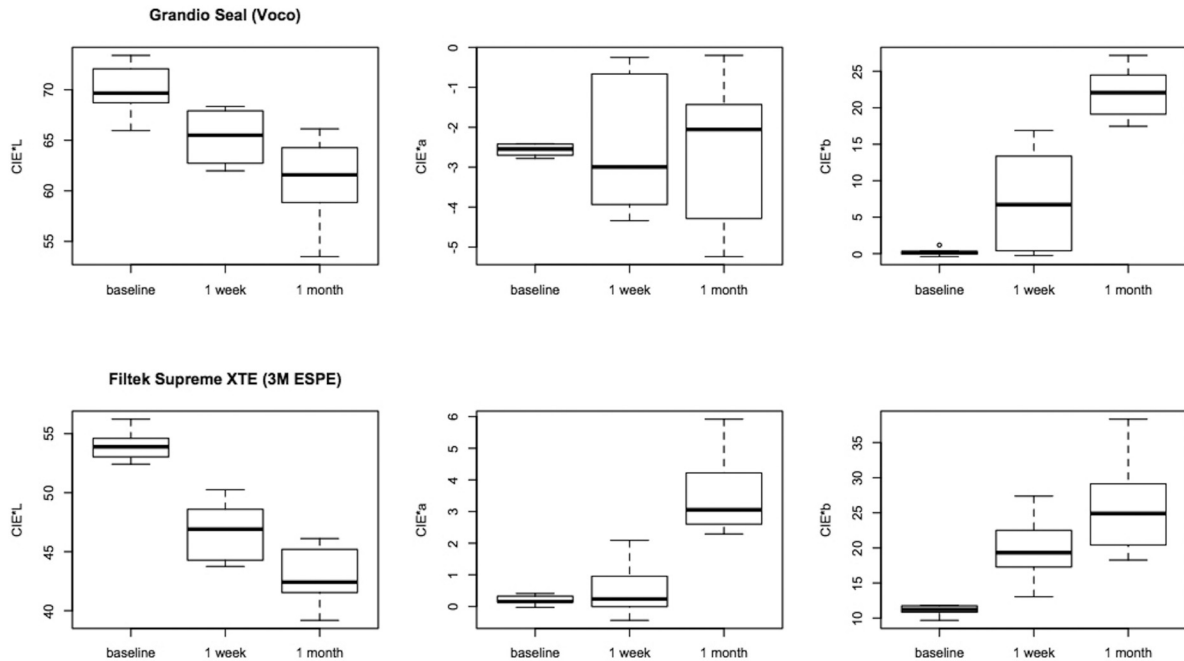 Grandio Seal (Voco)
CIE*L
70
65
60
55
baseline
1 week
1 month
CIE*a
0
-1
-2
-3
-4
-5
baseline
1 week
1 month
CIE*b
25
20
15
10
5
0
baseline
1 week
1 month
Filtek Supreme XTE (3M ESPE)
CIE*L
55
50
45
40
baseline
1 week
1 month
CIE*a
6
5
4
3
2
1
0
baseline
1 week
1 month
CIE*b
35
30
25
20
15
10
baseline
1 week
1 month